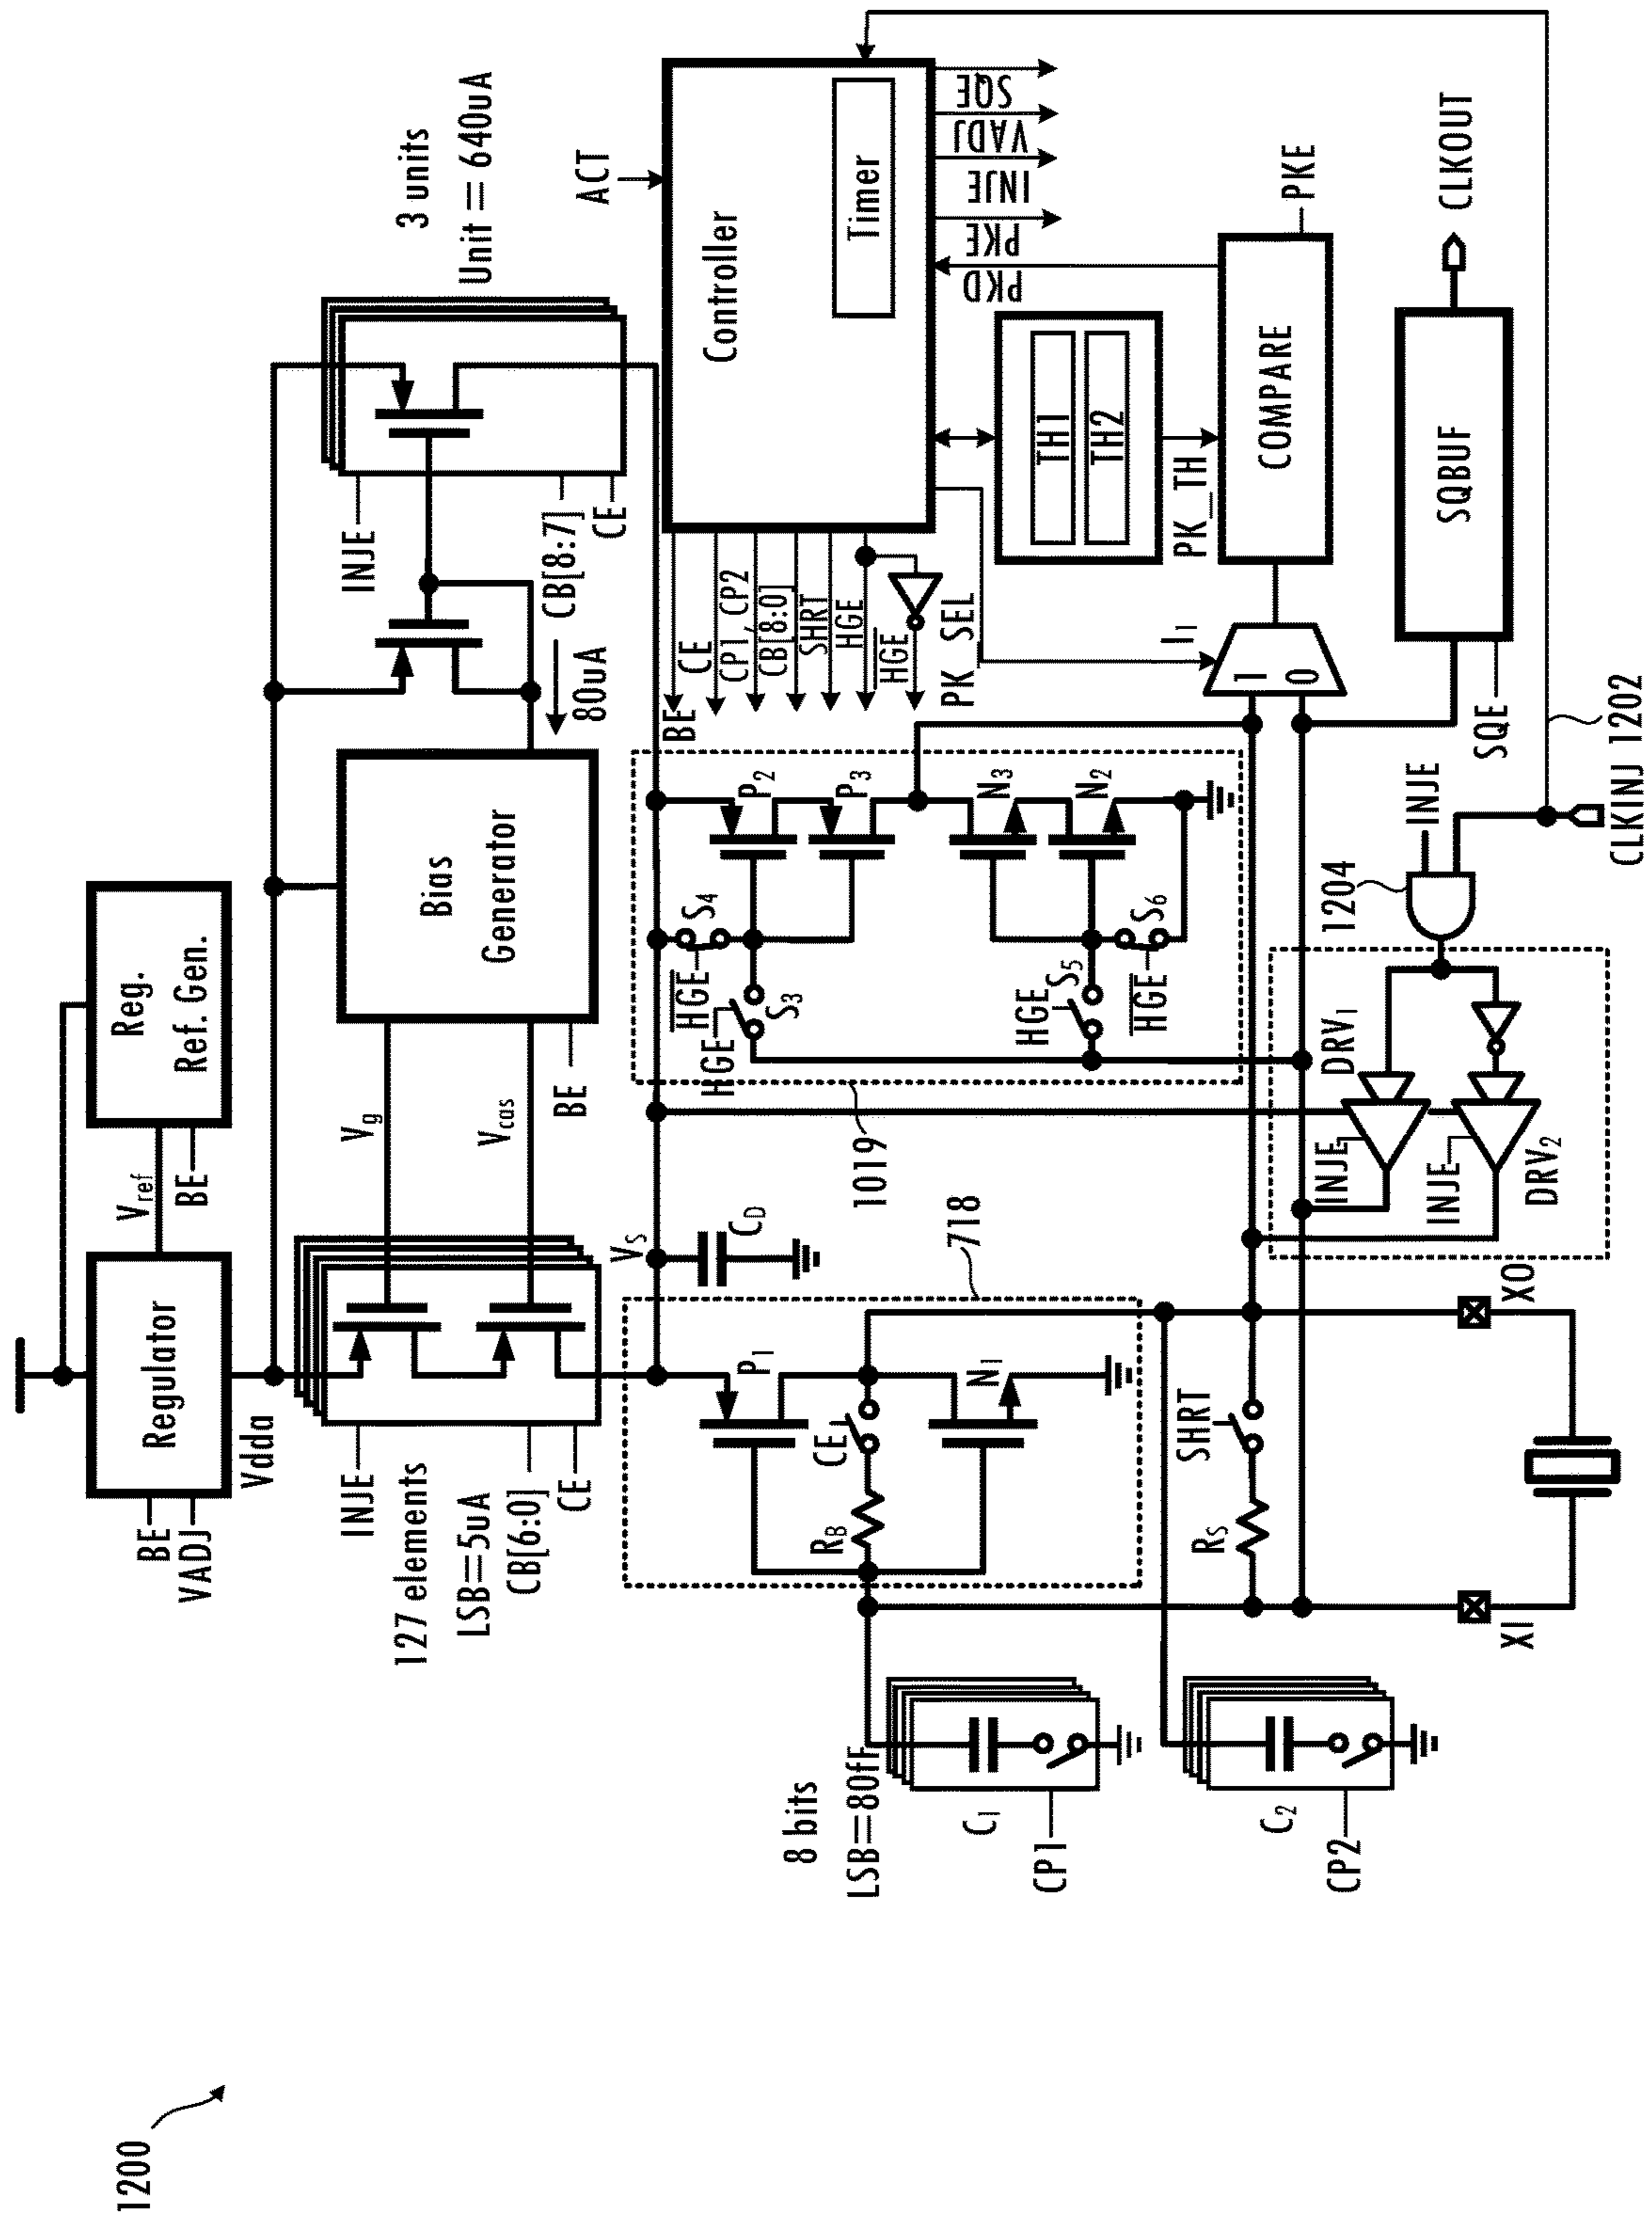 1200
Regulator
BE
VADJ
Vref
Reg.
Ref. Gen.
BE
Vdda
INJE
127 elements
LSB=5uA
CB[6:0]
CE
Vg
Vcas
Bias
Generator
BE
80uA
3 units
Unit = 640uA
INJE
CB[8:7]
CE
ACT
Controller
Timer
BE
CE
CP1, CP2
CB[8:0]
SHRT
HGE
HGE
PK_SEL
SQE
VADJ
INJE
PKE
PKD
TH1
TH2
PK_TH
COMPARE
PKE
I1
1
0
SQBUF
SQE
CLKOUT
VS
CD
718
P1
N1
CE
RB
1019
P2
P3
N3
N2
S4
HGE
HGE
S3
HGE
S5
HGE
S6
INJE
1204
CLKINJ 1202
DRV1
INJE
INJE
DRV2
SHRT
RS
XO
XI
8 bits
LSB=80fF
C1
CP1
C2
CP2